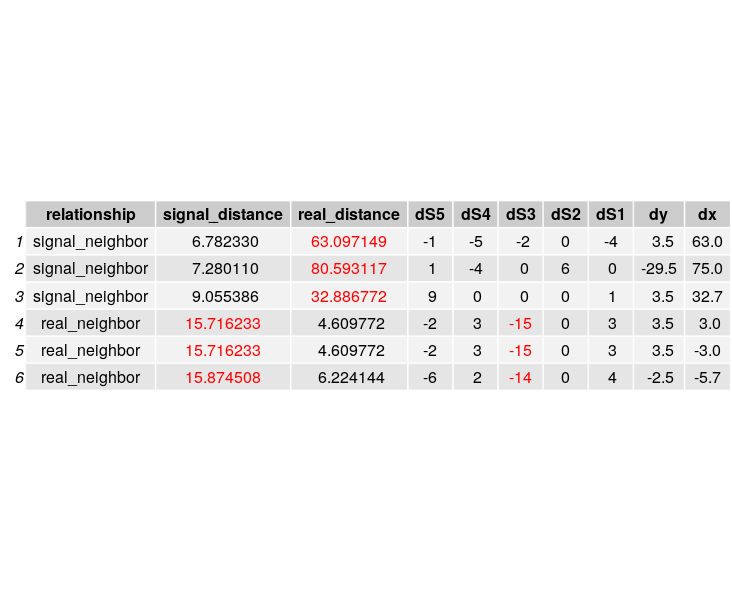 relationship signal_distance real_distance dS5 dS4 dS3 dS2 dS1 dy dx
1 signal_neighbor 6.782330 63.097149 -1 -5 -2 0 -4 3.5 63.0
2 signal_neighbor 7.280110 80.593117 1 -4 0 6 0 -29.5 75.0
3 signal_neighbor 9.055386 32.886772 9 0 0 0 1 3.5 32.7
4 real_neighbor 15.716233 4.609772 -2 3 -15 0 3 3.5 3.0
5 real_neighbor 15.716233 4.609772 -2 3 -15 0 3 3.5 -3.0
6 real_neighbor 15.874508 6.224144 -6 2 -14 0 4 -2.5 -5.7